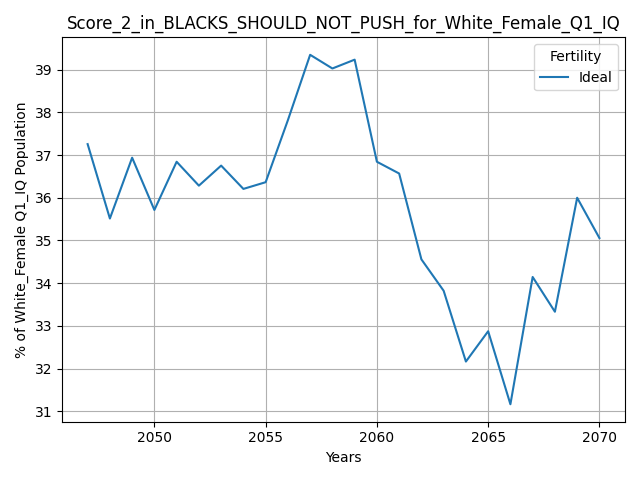 Score_2_in_BLACKS_SHOULD_NOT_PUSH_for_White_Female_Q1_IQ
Fertility
Ideal
% of White_Female Q1_IQ Population
39
38
37
36
35
34
33
32
31
2050 2055 2060 2065 2070
Years